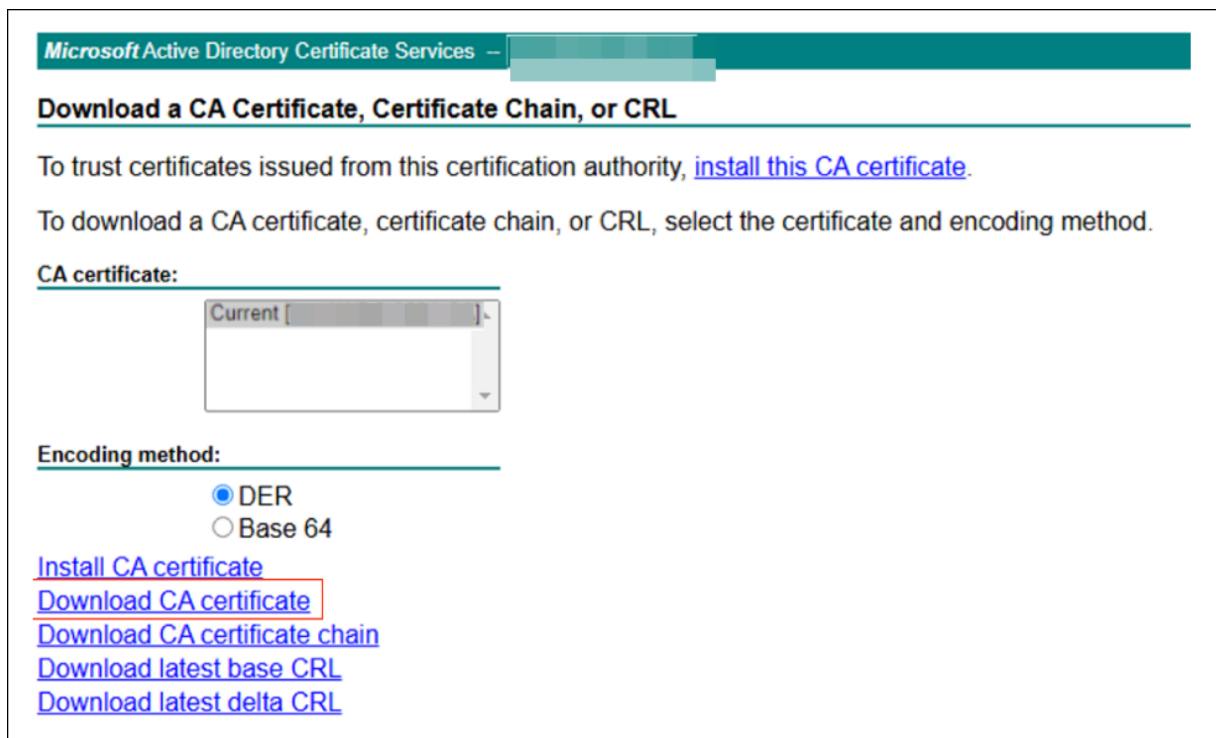 Microsoft Active Directory Certificate Services --
Download a CA Certificate, Certificate Chain, or CRL
To trust certificates issued from this certification authority, install this CA certificate.
To download a CA certificate, certificate chain, or CRL, select the certificate and encoding method.
CA certificate:
Current [ ]
Encoding method:
DER
Base 64
Install CA certificate
Download CA certificate
Download CA certificate chain
Download latest base CRL
Download latest delta CRL